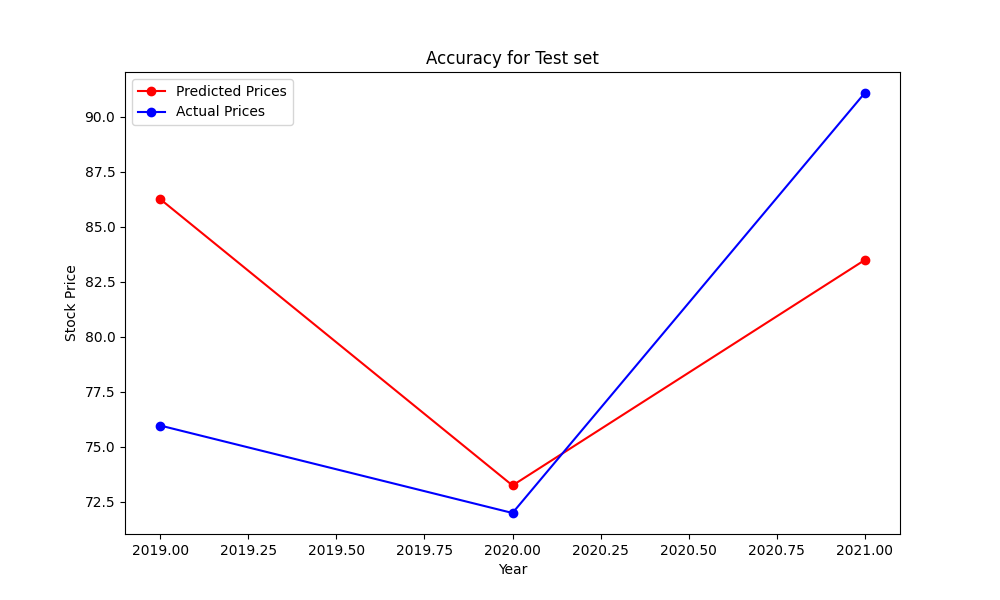 Accuracy for Test set
Predicted Prices
Actual Prices
90.0
87.5
85.0
82.5
80.0
77.5
75.0
72.5
Stock Price
2019.00 2019.25 2019.50 2019.75 2020.00 2020.25 2020.50 2020.75 2021.00
Year